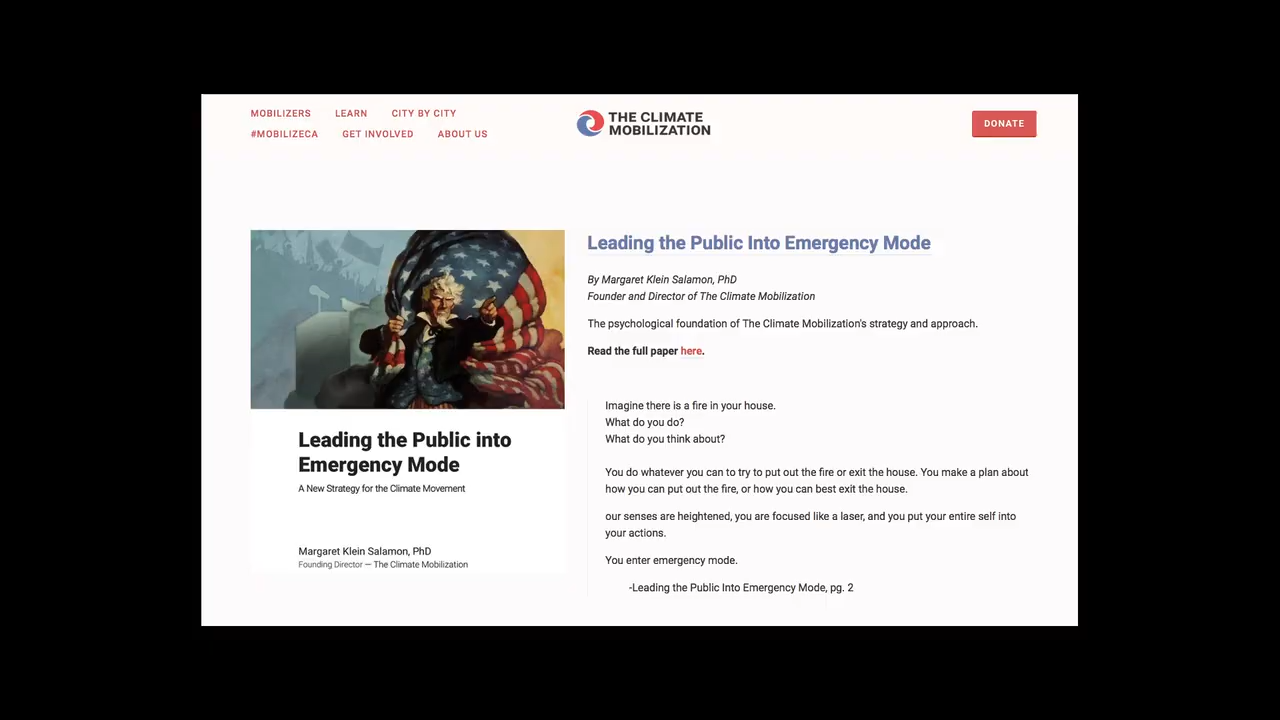 MOBILIZERS LEARN CITY BY CITY
#MOBILIZECA GET INVOLVED ABOUT US
THE CLIMATE
MOBILIZATION
DONATE
Leading the Public into
Emergency Mode
A New Strategy for the Climate Movement
Margaret Klein Salamon, PhD
Founding Director — The Climate Mobilization
Leading the Public Into Emergency Mode
By Margaret Klein Salamon, PhD
Founder and Director of The Climate Mobilization
The psychological foundation of The Climate Mobilization's strategy and approach.
Read the full paper here.
Imagine there is a fire in your house.
What do you do?
What do you think about?
You do whatever you can to try to put out the fire or exit the house. You make a plan about
how you can put out the fire, or how you can best exit the house.
our senses are heightened, you are focused like a laser, and you put your entire self into
your actions.
You enter emergency mode.
-Leading the Public Into Emergency Mode, pg. 2